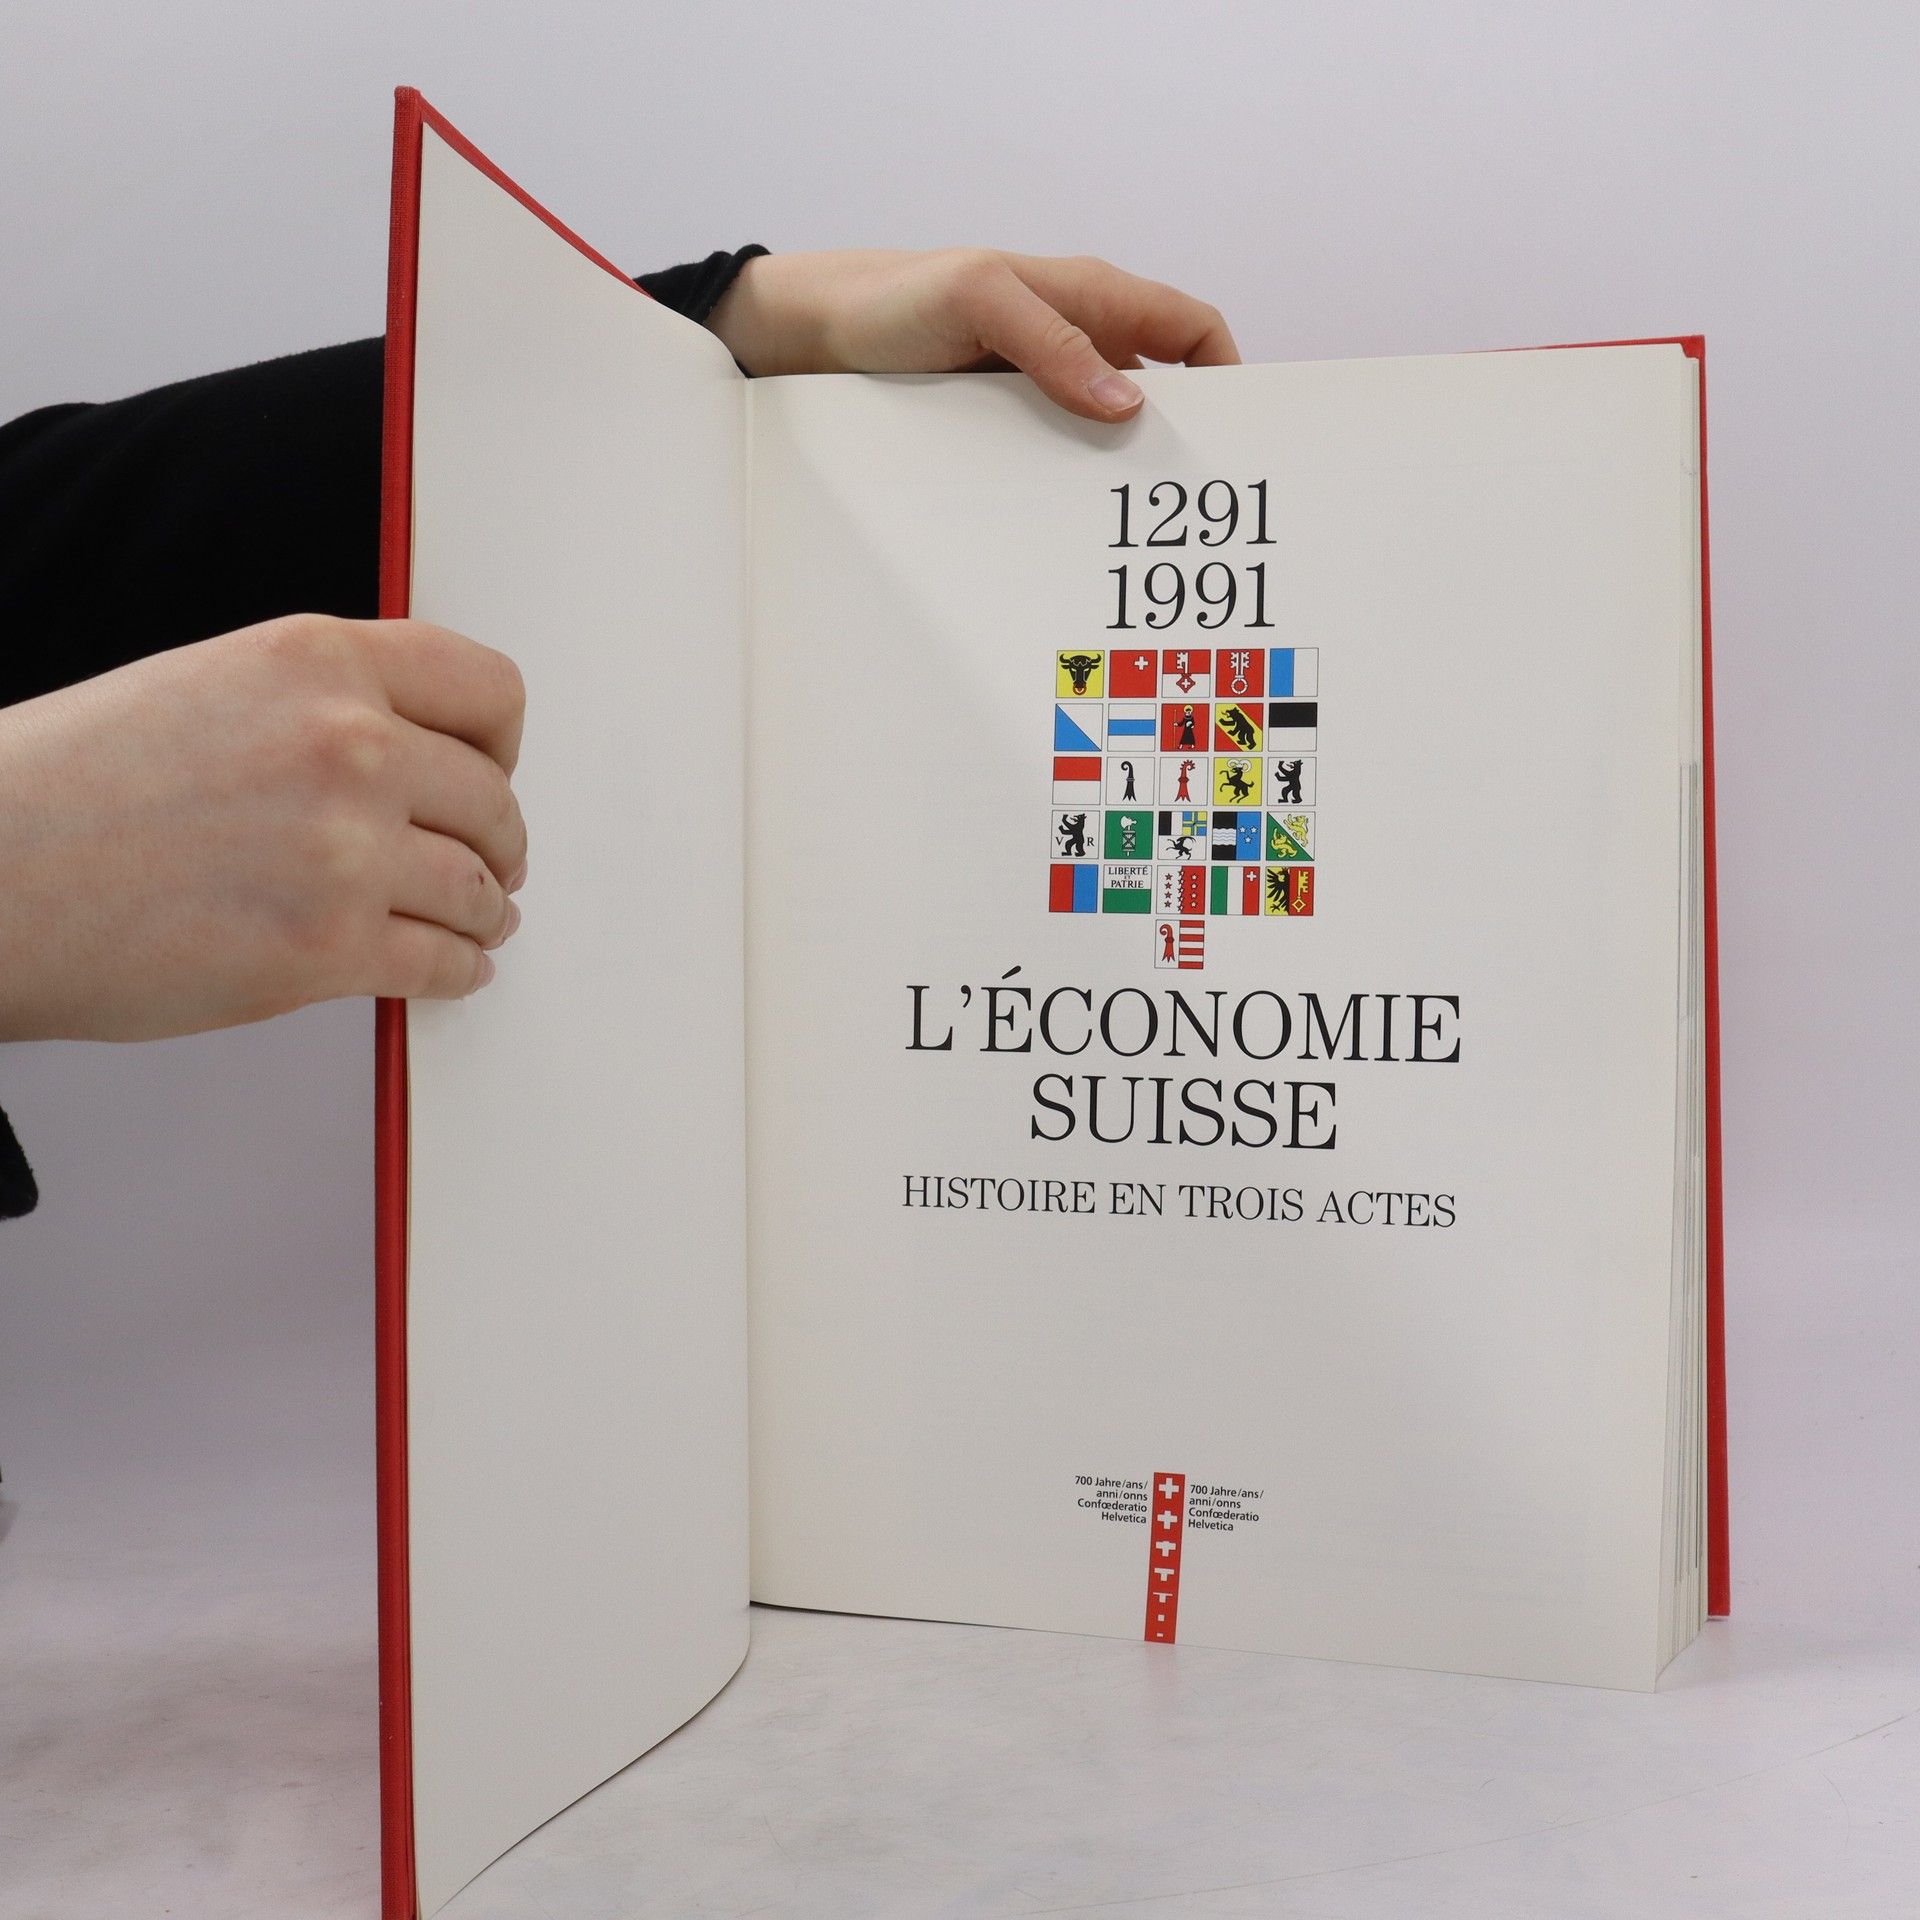 1291
1991
V R
LIBERTÉ
ET
PATRIE
L'ÉCONOMIE
SUISSE
HISTOIRE EN TROIS ACTES
700 Jahre/ans/
anni/onns
Confœderatio
Helvetica
700 Jahre/ans/
anni/onns
Confœderatio
Helvetica